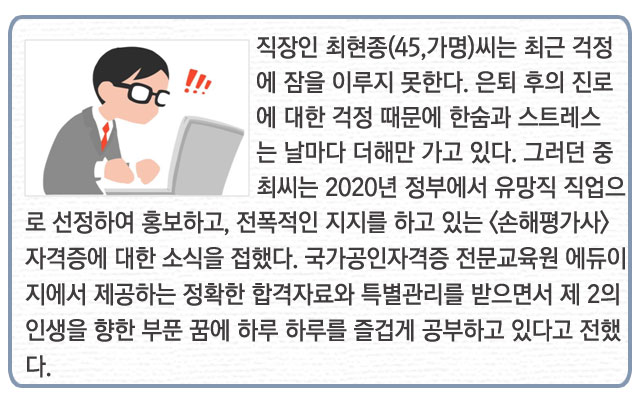 직장인 최현종(45,가명)씨는 최근 걱정
에 잠을 이루지 못한다. 은퇴 후의 진로
에 대한 걱정 때문에 한숨과 스트레스
는 날마다 더해만 가고 있다. 그러던 중
최씨는 2020년 정부에서 유망직 직업으
로 선정하여 홍보하고, 전폭적인 지지를 하고 있는 <손해평가사>
자격증에 대한 소식을 접했다. 국가공인자격증 전문교육원 에듀이
지에서 제공하는 정확한 합격자료와 특별관리를 받으면서 제 2의
인생을 향한 부푼 꿈에 하루 하루를 즐겁게 공부하고 있다고 전했
다.